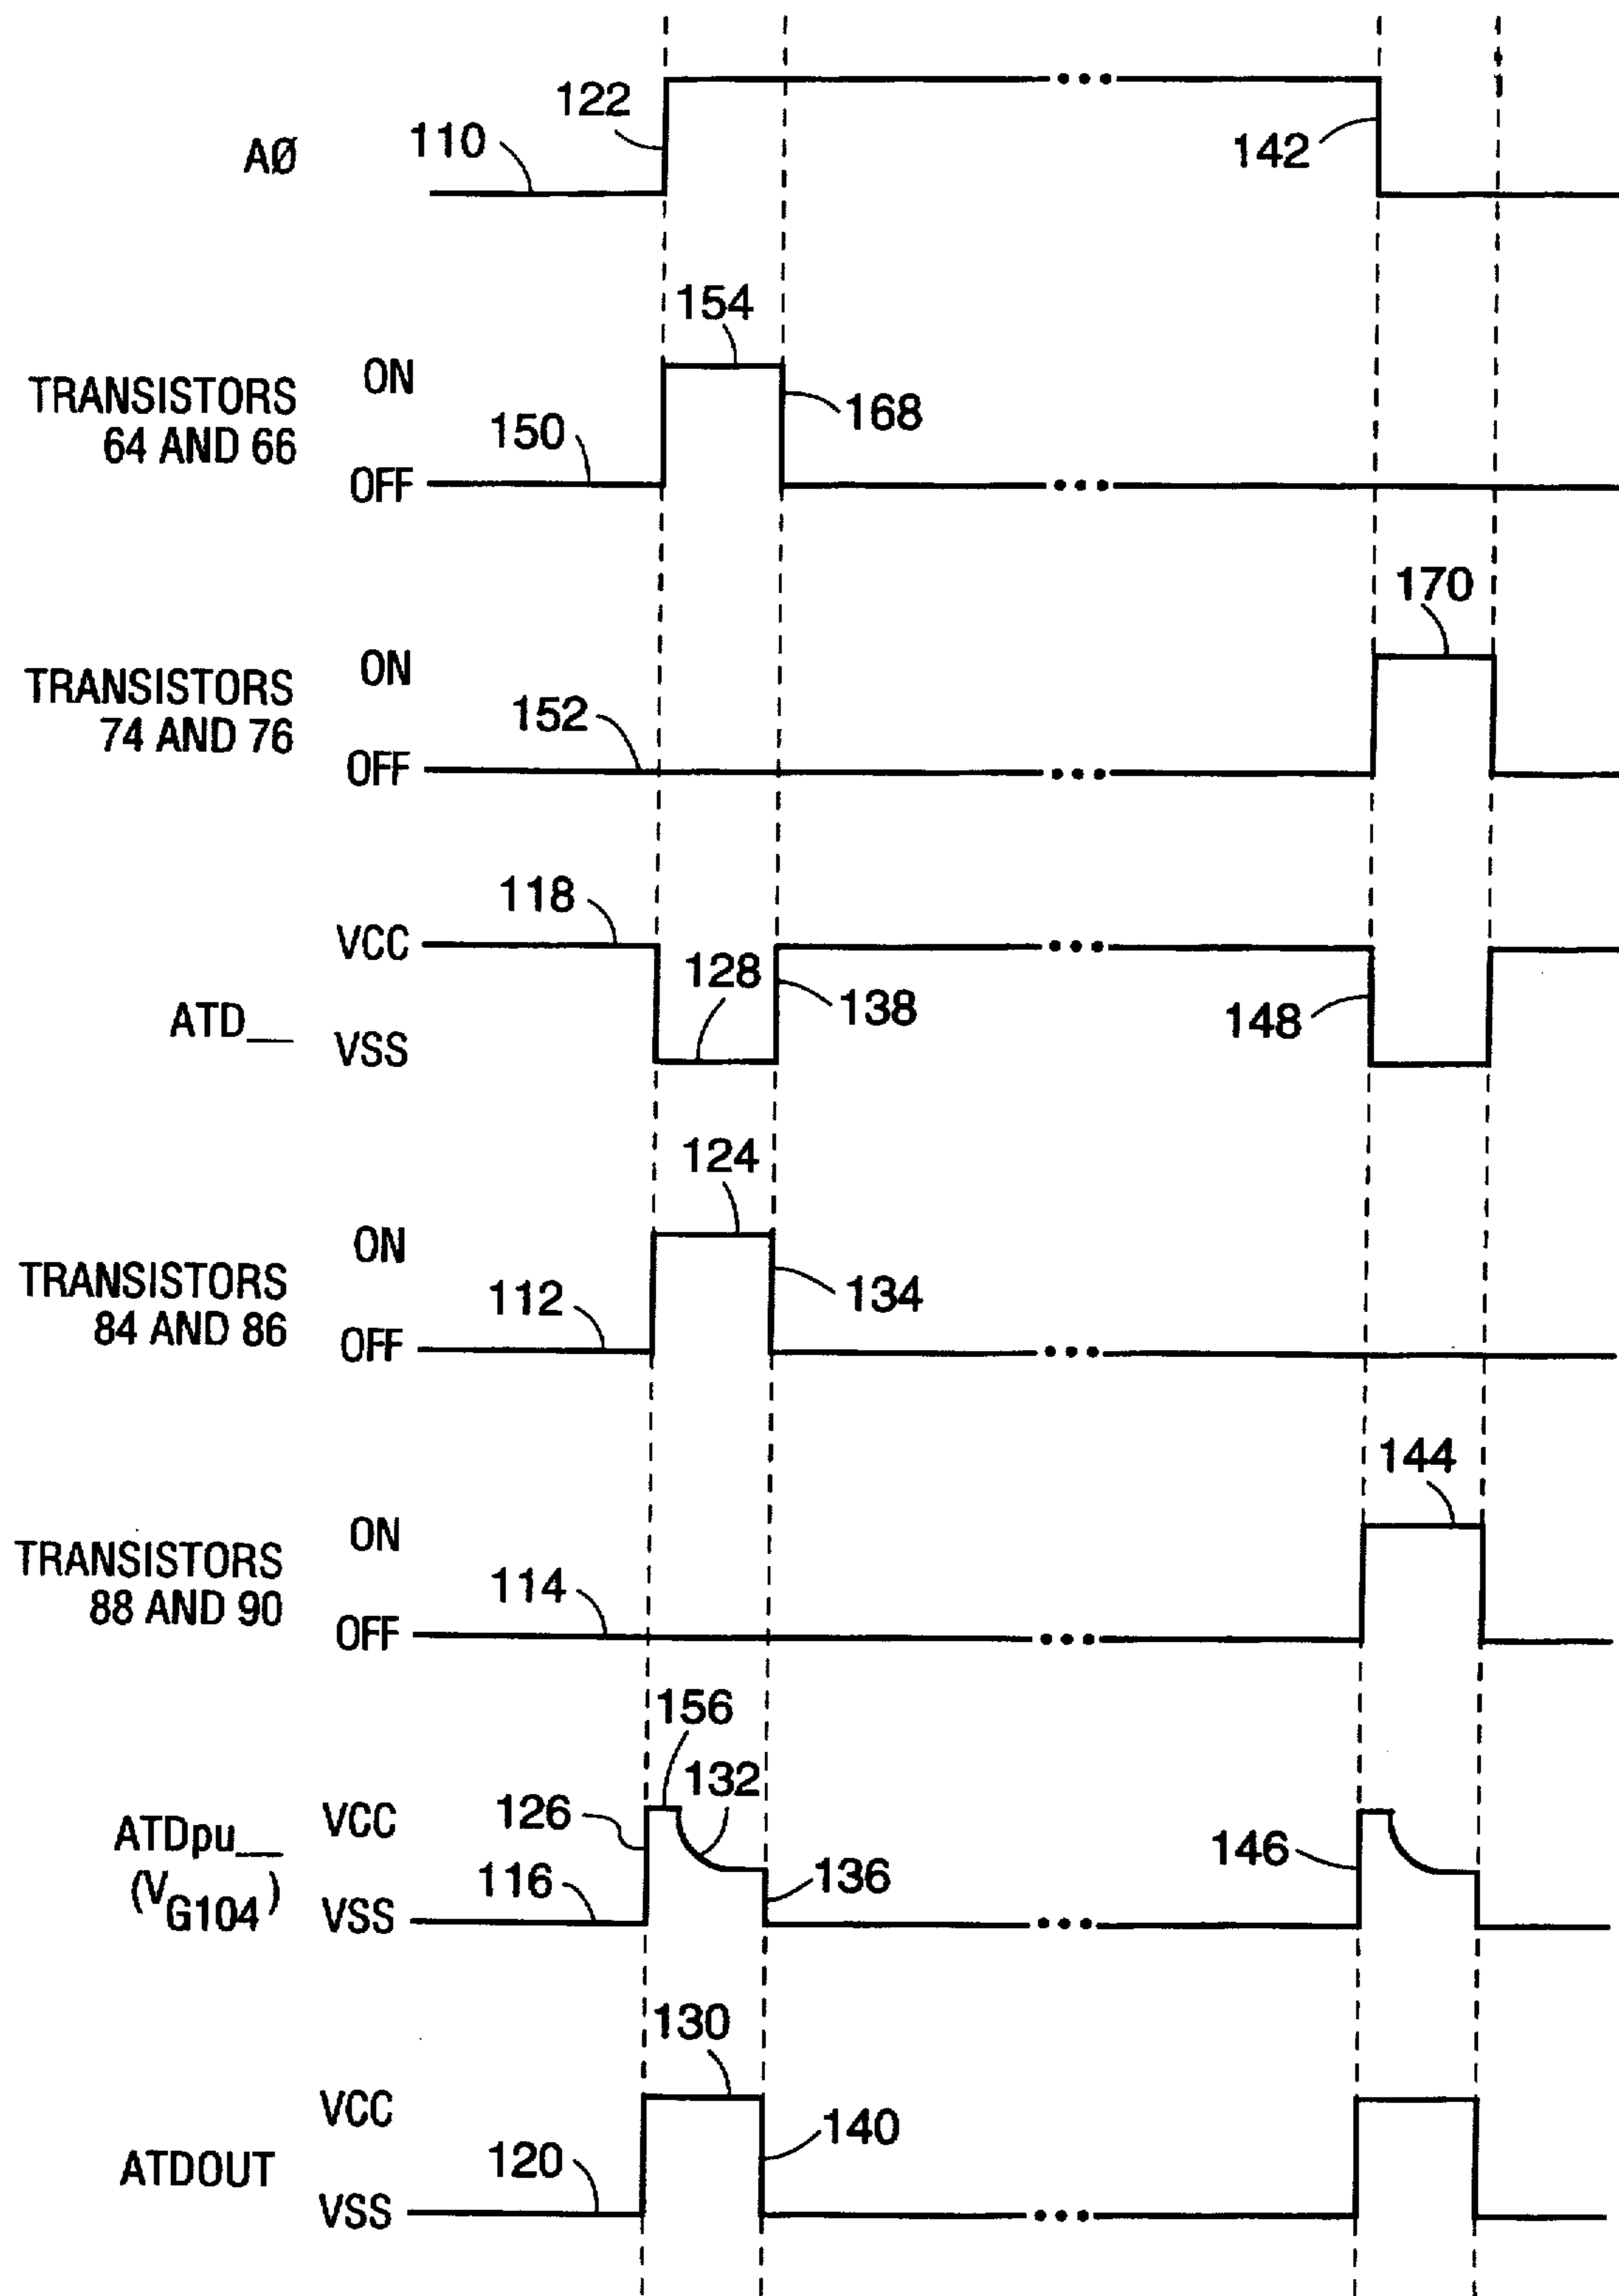 122
110
AØ
142
154
ON
TRANSISTORS
64 AND 66
168
150
OFF
170
ON
TRANSISTORS
74 AND 76
152
OFF
118
VCC
128
138
148
ATD__
VSS
124
ON
TRANSISTORS
84 AND 86
112
134
OFF
144
ON
TRANSISTORS
88 AND 90
114
OFF
156
132
126
VCC
ATDpu__
(VG104)
146
116
136
VSS
130
VCC
140
ATDOUT
120
VSS